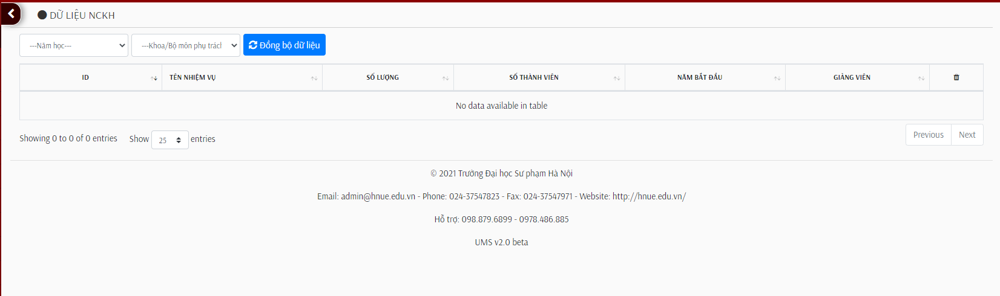 DỮ LIỆU NCKH
---Năm học--- ---Khoa/Bộ môn phụ trácl Đồng bộ dữ liệu
ID TÊN NHIỆM VỤ SỐ LƯỢNG SỐ THÀNH VIÊN NĂM BẮT ĐẦU GIẢNG VIÊN
No data available in table
Showing 0 to 0 of 0 entries Show 25 entries Previous Next
© 2021 Trường Đại học Sư phạm Hà Nội
Email: admin@hnue.edu.vn - Phone: 024-37547823 - Fax: 024-37547971 - Website: http://hnue.edu.vn/
Hỗ trợ: 098.879.6899 - 0978.486.885
UMS v2.0 beta